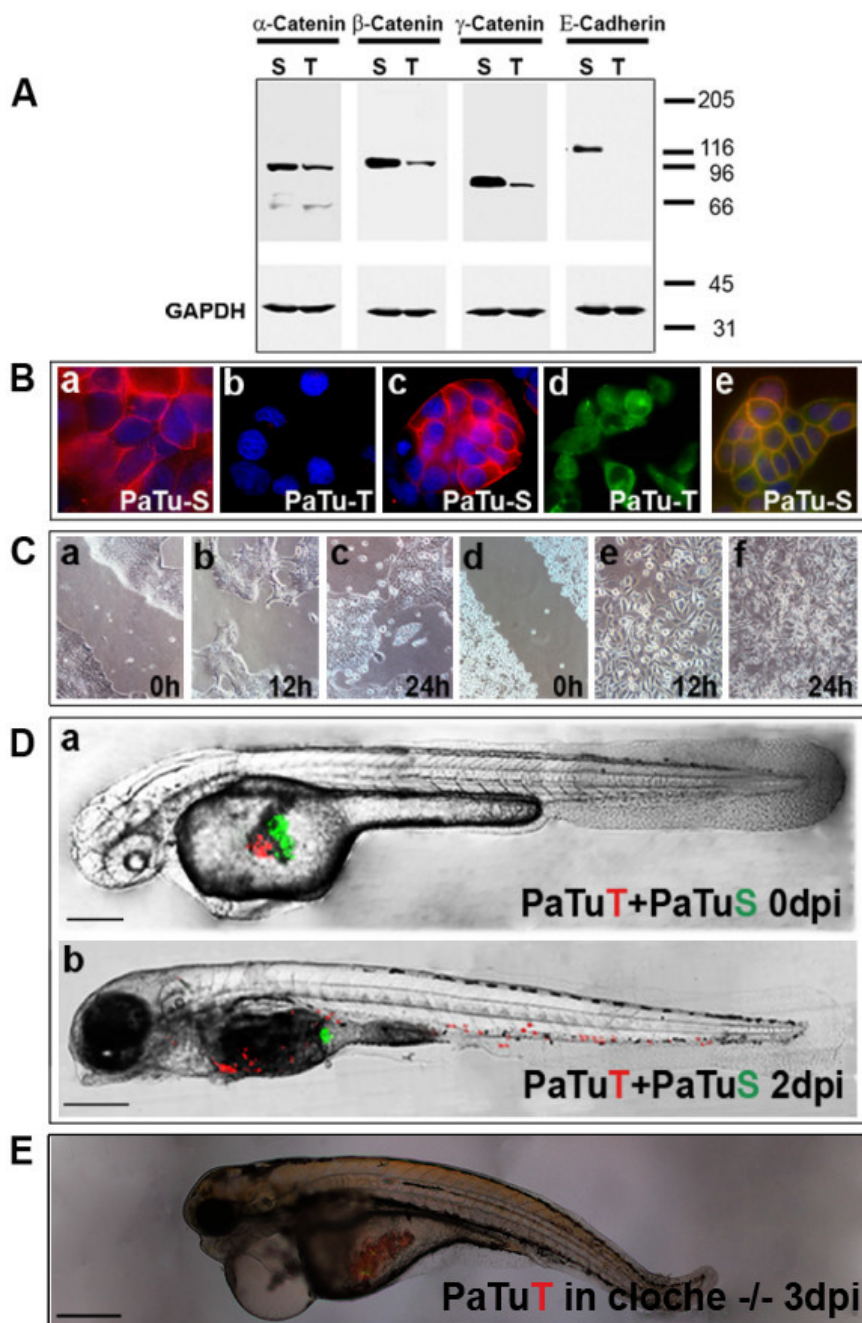 α-Catenin β-Catenin γ-Catenin E-Cadherin
S T S T S T S T
A
205
116
96
66
45
GAPDH
31
B
a b c d e
PaTu-S PaTu-T PaTu-S PaTu-T PaTu-S
C
a b c d e f
0h 12h 24h 0h 12h 24h
D
a
PaTuT+PaTuS 0dpi
b
PaTuT+PaTuS 2dpi
E
PaTuT in cloche -/- 3dpi